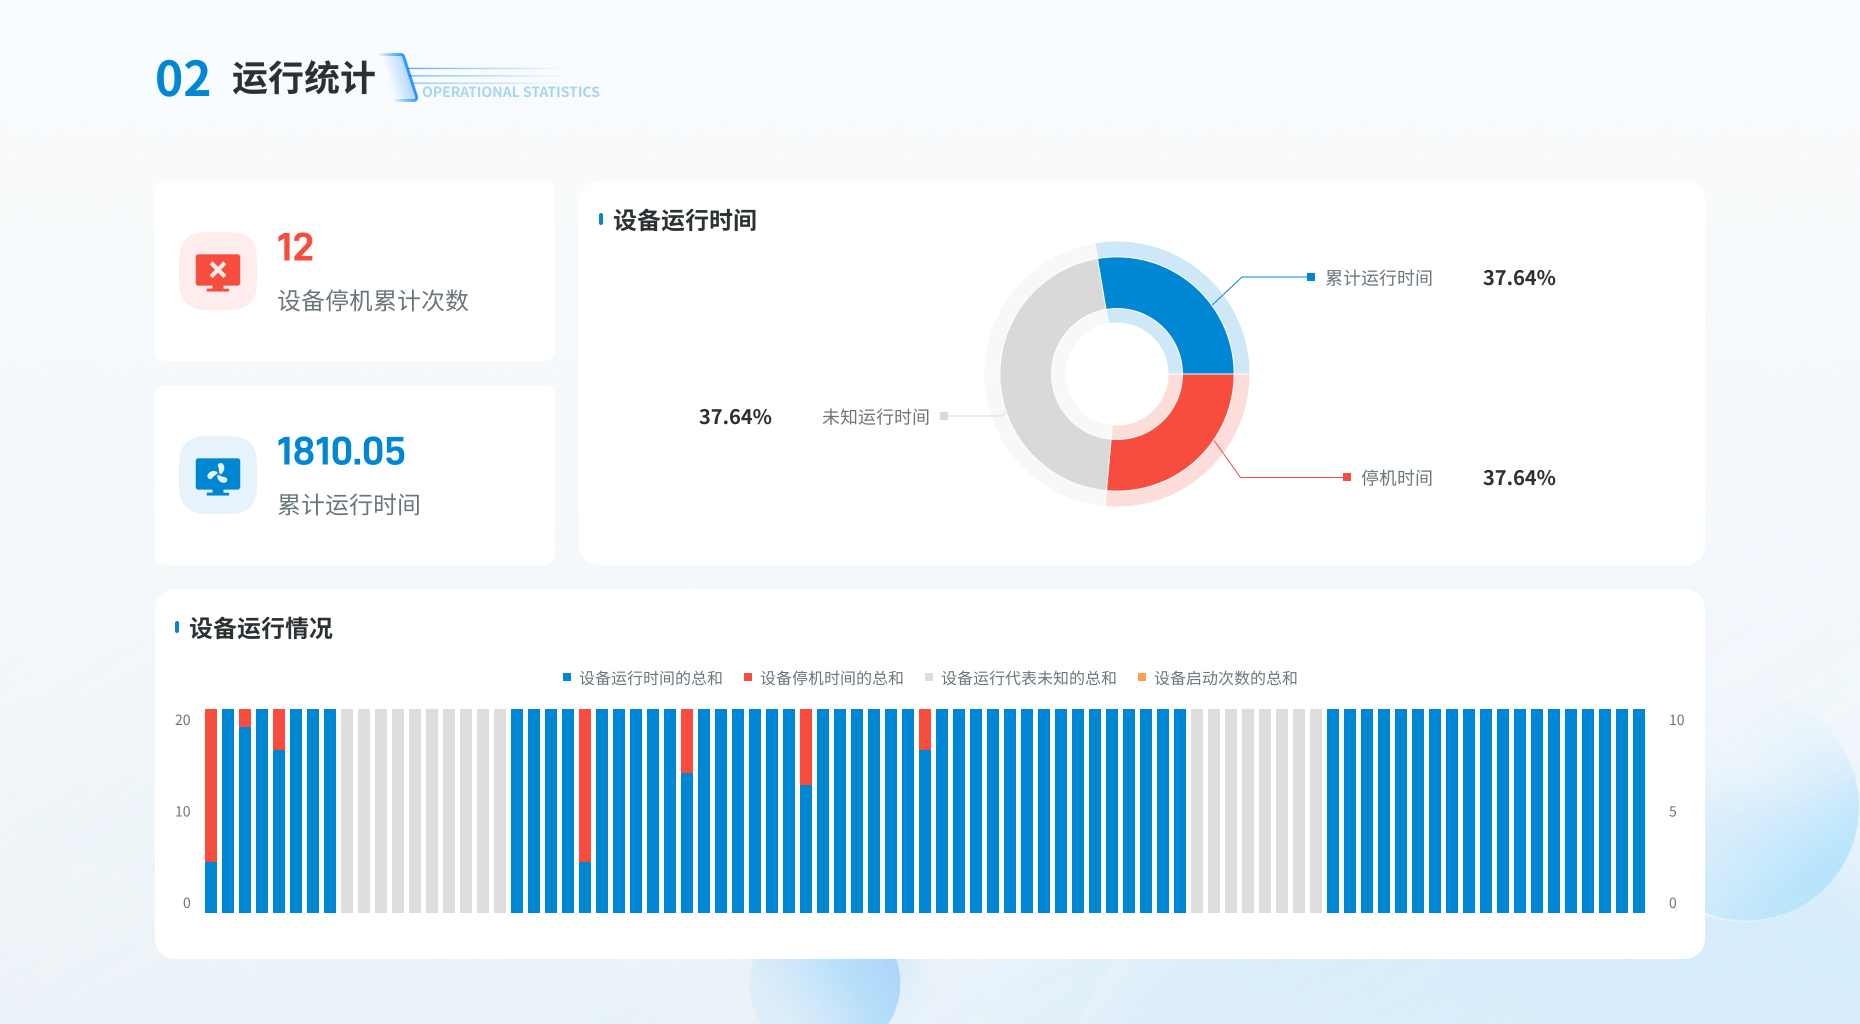 02 运行统计
OPERATIONAL STATISTICS
12
设备停机累计次数
1810.05
累计运行时间
设备运行时间
累计运行时间 37.64%
37.64% 未知运行时间
停机时间 37.64%
设备运行情况
设备运行时间的总和 设备停机时间的总和 设备运行代表未知的总和 设备启动次数的总和
20 10
10 5
0 0